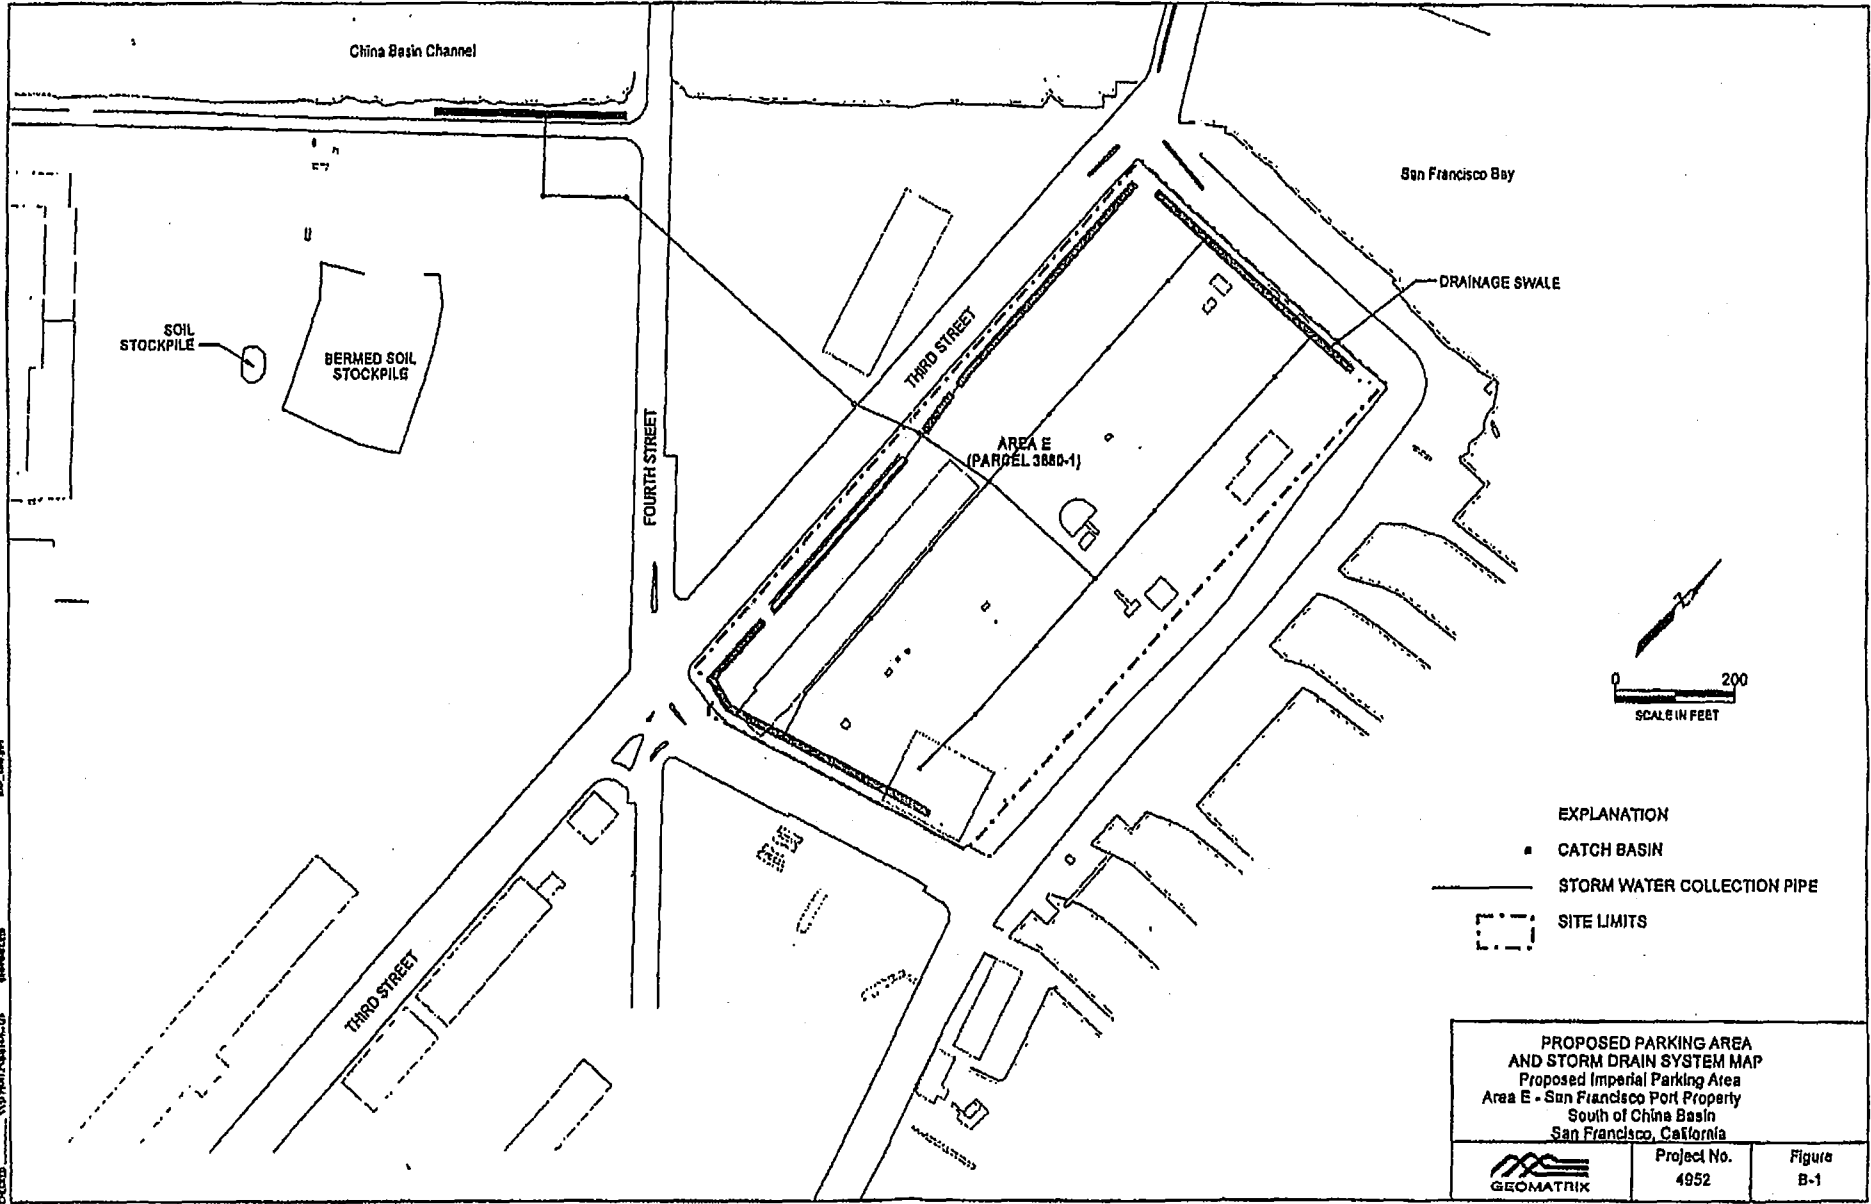 China Basin Channel
San Francisco Bay
DRAINAGE SWALE
SOIL
STOCKPILE
BERMED SOIL
STOCKPILE
THIRD STREET
FOURTH STREET
AREA E
(PARCEL 3880-1)
0 200
SCALE IN FEET
EXPLANATION
CATCH BASIN
STORM WATER COLLECTION PIPE
SITE LIMITS
THIRD STREET
PROPOSED PARKING AREA
AND STORM DRAIN SYSTEM MAP
Proposed Imperial Parking Area
Area E - San Francisco Port Property
South of China Basin
San Francisco, California
GEOMATRIX
Project No.
4952
Figure
B-1